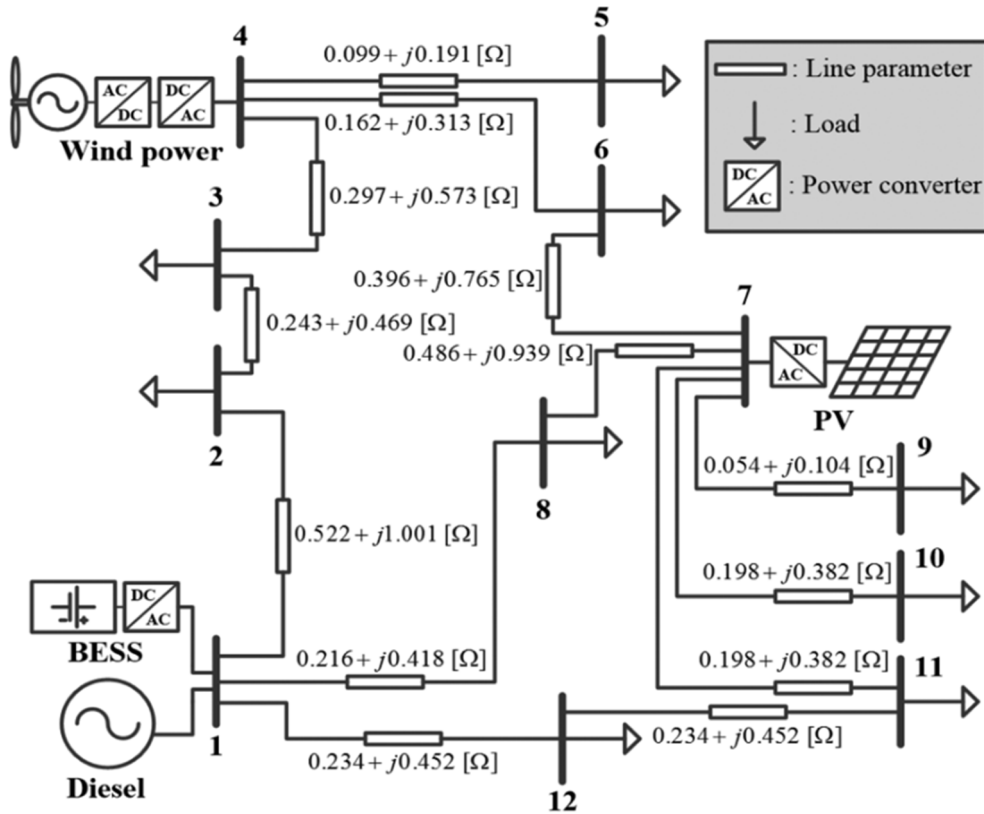 4
5
0.099+j0.191 [Ω]
0.162+j0.313 [Ω]
AC
DC
DC
AC
Wind power
: Line parameter
: Load
DC
AC
: Power converter
6
3
0.297+j0.573 [Ω]
0.396+j0.765 [Ω]
0.243+j0.469 [Ω]
7
0.486+j0.939 [Ω]
DC
AC
PV
2
8
9
0.054+j0.104 [Ω]
0.522+j1.001 [Ω]
10
0.198+j0.382 [Ω]
DC
AC
BESS
0.216+j0.418 [Ω]
0.198+j0.382 [Ω]
11
1
0.234+j0.452 [Ω]
0.234+j0.452 [Ω]
Diesel
12